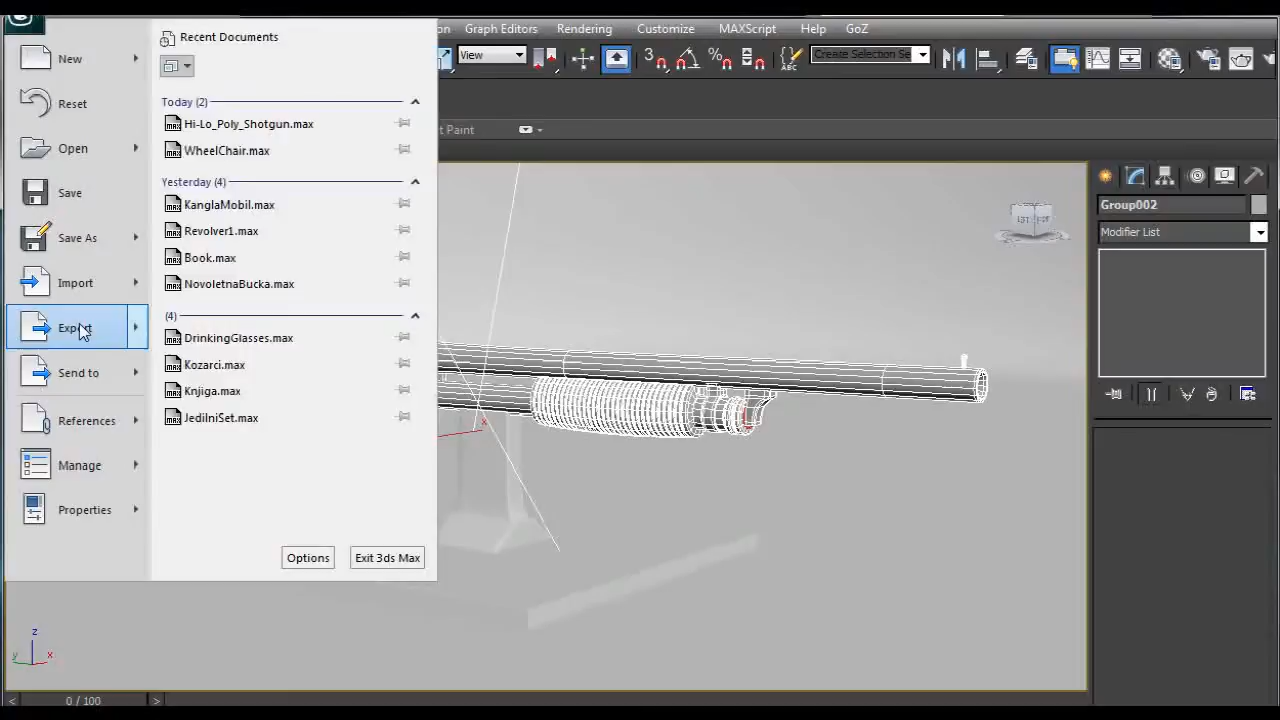 Graph Editors Rendering Customize MAXScript Help GoZ
View
Create Selection Se
t Paint
New
Reset
Open
Save
Save As
Import
Export
Send to
References
Manage
Properties
Recent Documents
Today (2)
Hi-Lo_Poly_Shotgun.max
WheelChair.max
Yesterday (4)
KanglaMobil.max
Revolver1.max
Book.max
NovoletnaBucka.max
(4)
DrinkingGlasses.max
Kozarci.max
Knjiga.max
JedilniSet.max
Options Exit 3ds Max
Group002
Modifier List
x
z
y x
< 0 / 100 >